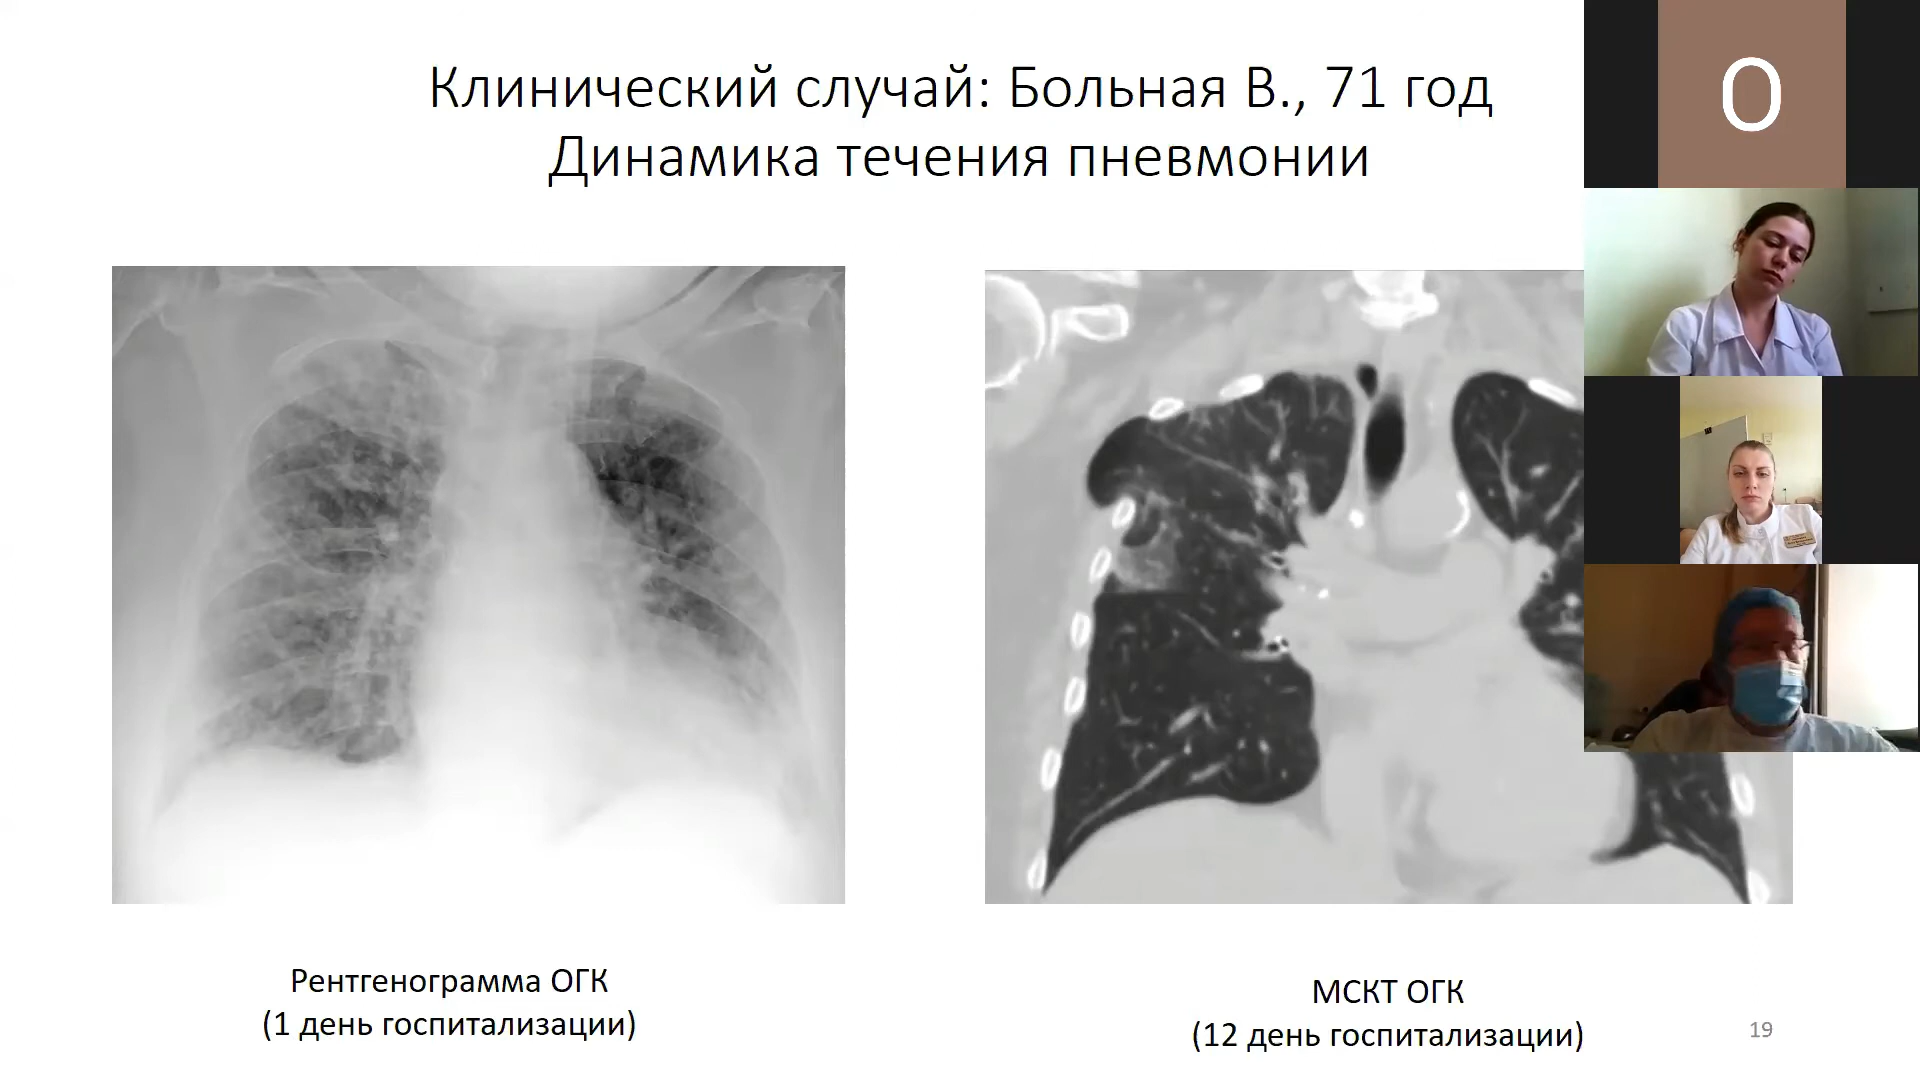 Клинический случай: Больная В., 71 год
Динамика течения пневмонии
О
Рентгенограмма ОГК
(1 день госпитализации)
МСКТ ОГК
(12 день госпитализации)
19